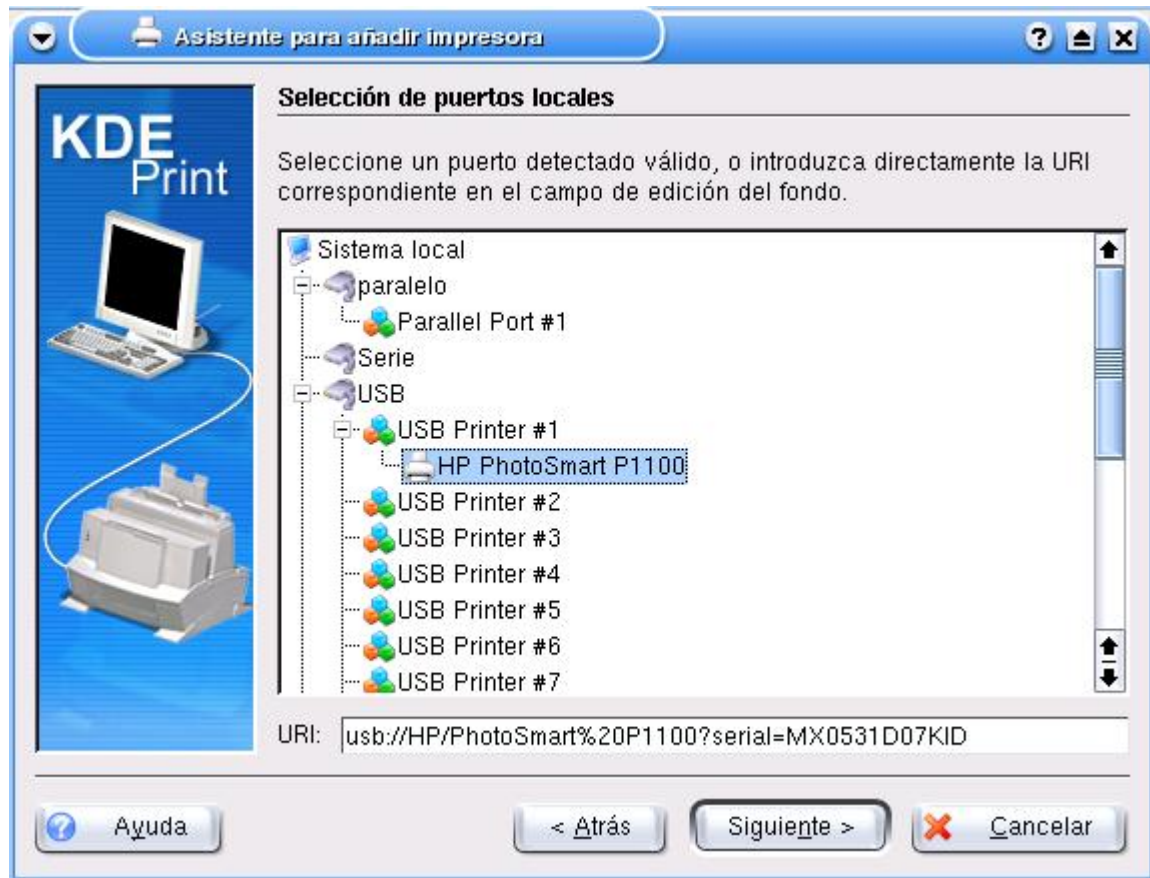 Asistente para añadir impresora
KDE
Print
Selección de puertos locales
Seleccione un puerto detectado válido, o introduzca directamente la URI
correspondiente en el campo de edición del fondo.
Sistema local
paralelo
Parallel Port #1
Serie
USB
USB Printer #1
HP PhotoSmart P1100
USB Printer #2
USB Printer #3
USB Printer #4
USB Printer #5
USB Printer #6
USB Printer #7
URI: usb://HP/PhotoSmart%20P1100?serial=MX0531D07KID
Ayuda < Atrás Siguiente > Cancelar